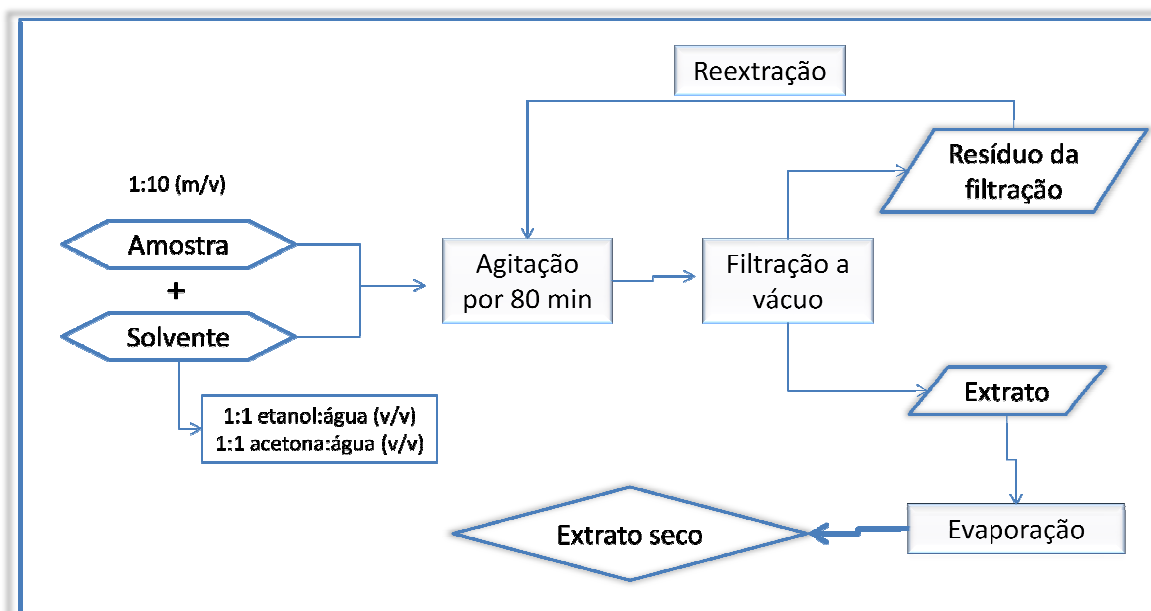 Reextração
Resíduo da
filtração
1:10 (m/v)
Amostra
+
Solvente
Agitação
por 80 min
Filtração a
vácuo
1:1 etanol:água (v/v)
1:1 acetona:água (v/v)
Extrato
Evaporação
Extrato seco